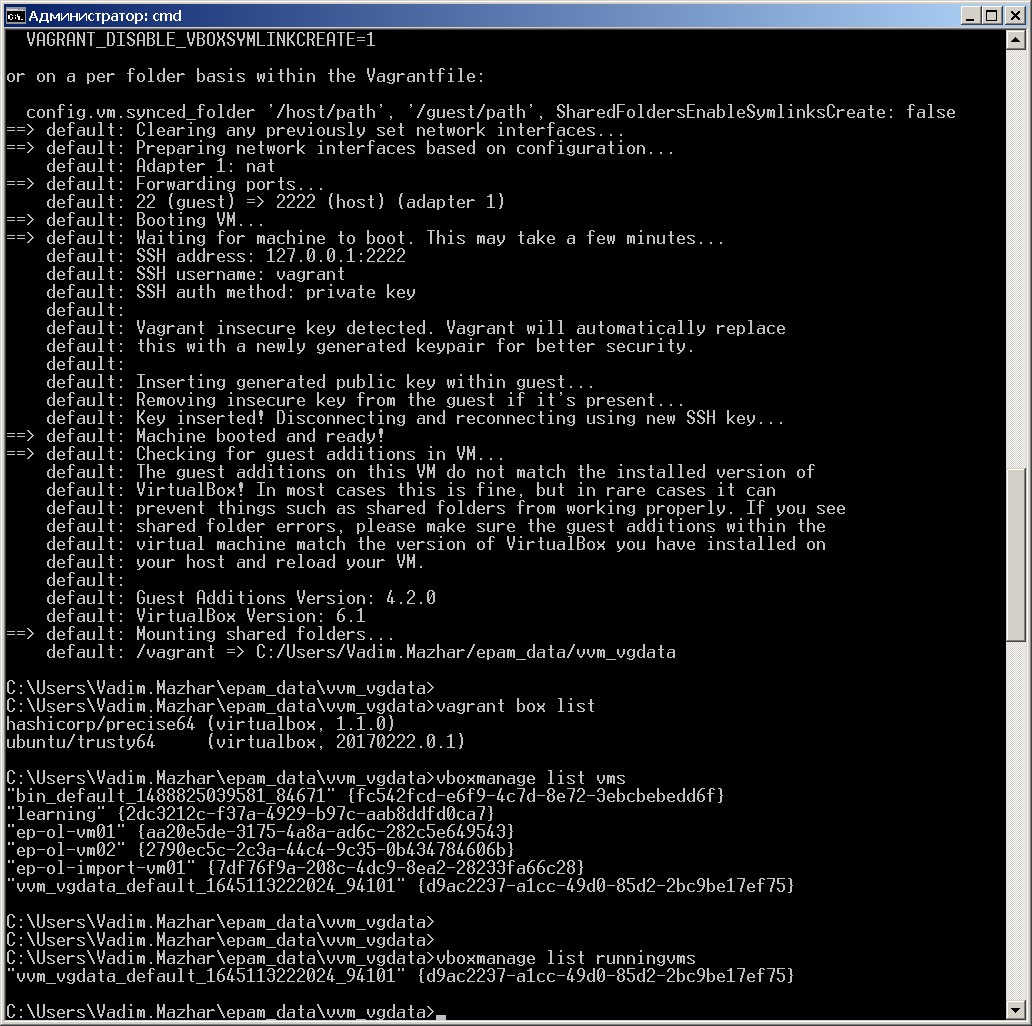 Администратор: cmd
VAGRANT_DISABLE_VBOXSYMLINKCREATE=1
or on a per folder basis within the Vagrantfile:
config.vm.synced_folder '/host/path', '/guest/path', SharedFoldersEnableSymlinksCreate: false
==> default: Clearing any previously set network interfaces...
==> default: Preparing network interfaces based on configuration...
default: Adapter 1: nat
==> default: Forwarding ports...
default: 22 (guest) => 2222 (host) (adapter 1)
==> default: Booting VM...
==> default: Waiting for machine to boot. This may take a few minutes...
default: SSH address: 127.0.0.1:2222
default: SSH username: vagrant
default: SSH auth method: private key
default:
default: Vagrant insecure key detected. Vagrant will automatically replace
default: this with a newly generated keypair for better security.
default:
default: Inserting generated public key within guest...
default: Removing insecure key from the guest if it's present...
default: Key inserted! Disconnecting and reconnecting using new SSH key...
==> default: Machine booted and ready!
==> default: Checking for guest additions in VM...
default: The guest additions on this VM do not match the installed version of
default: VirtualBox! In most cases this is fine, but in rare cases it can
default: prevent things such as shared folders from working properly. If you see
default: shared folder errors, please make sure the guest additions within the
default: virtual machine match the version of VirtualBox you have installed on
default: your host and reload your VM.
default:
default: Guest Additions Version: 4.2.0
default: VirtualBox Version: 6.1
==> default: Mounting shared folders...
default: /vagrant => C:/Users/Vadim.Mazhar/epam_data/vvm_vgdata
C:\Users\Vadim.Mazhar\epam_data\vvm_vgdata>
C:\Users\Vadim.Mazhar\epam_data\vvm_vgdata>vagrant box list
hashicorp/precise64 (virtualbox, 1.1.0)
ubuntu/trusty64     (virtualbox, 20170222.0.1)
C:\Users\Vadim.Mazhar\epam_data\vvm_vgdata>vboxmanage list vms
"bin_default_1488825039581_84671" {fc542fcd-e6f9-4c7d-8e72-3ebcbebedd6f}
"learning" {2dc3212c-f37a-4929-b97c-aab8ddfd0ca7}
"ep-ol-vm01" {aa20e5de-3175-4a8a-ad6c-282c5e649543}
"ep-ol-vm02" {2790ec5c-2c3a-44c4-9c35-0b434784606b}
"ep-ol-import-vm01" {7df76f9a-208c-4dc9-8ea2-28233fa66c28}
"vvm_vgdata_default_1645113222024_94101" {d9ac2237-a1cc-49d0-85d2-2bc9be17ef75}
C:\Users\Vadim.Mazhar\epam_data\vvm_vgdata>
C:\Users\Vadim.Mazhar\epam_data\vvm_vgdata>
C:\Users\Vadim.Mazhar\epam_data\vvm_vgdata>vboxmanage list runningvms
"vvm_vgdata_default_1645113222024_94101" {d9ac2237-a1cc-49d0-85d2-2bc9be17ef75}
C:\Users\Vadim.Mazhar\epam_data\vvm_vgdata>